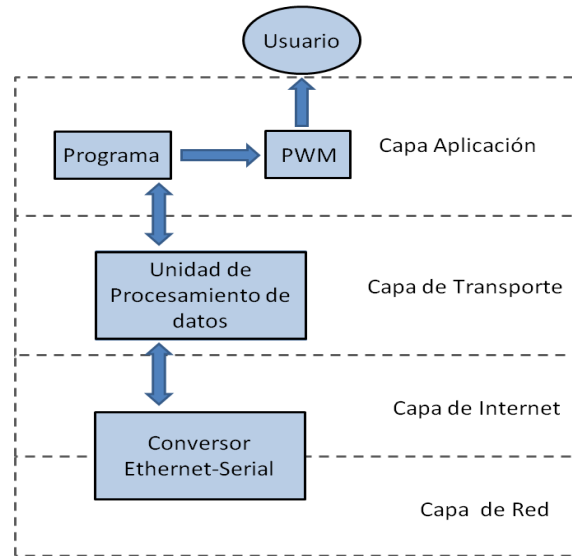 Usuario
Programa
PWM
Capa Aplicación
Unidad de
Procesamiento de
datos
Capa de Transporte
Capa de Internet
Conversor
Ethernet-Serial
Capa de Red